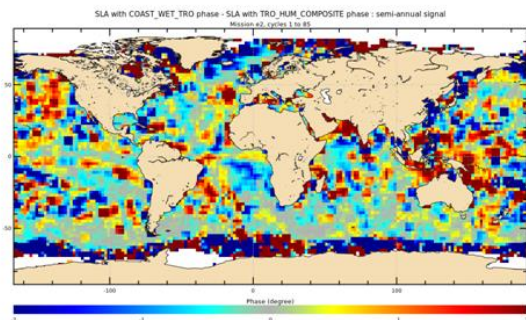 SLA with COAST_WET_TRO phase - SLA with TRO_HUM_COMPOSITE phase : semi-annual signal
Mission e2, cycles 1 to 85
50
0
-50
-100
0
100
Phase (degree)